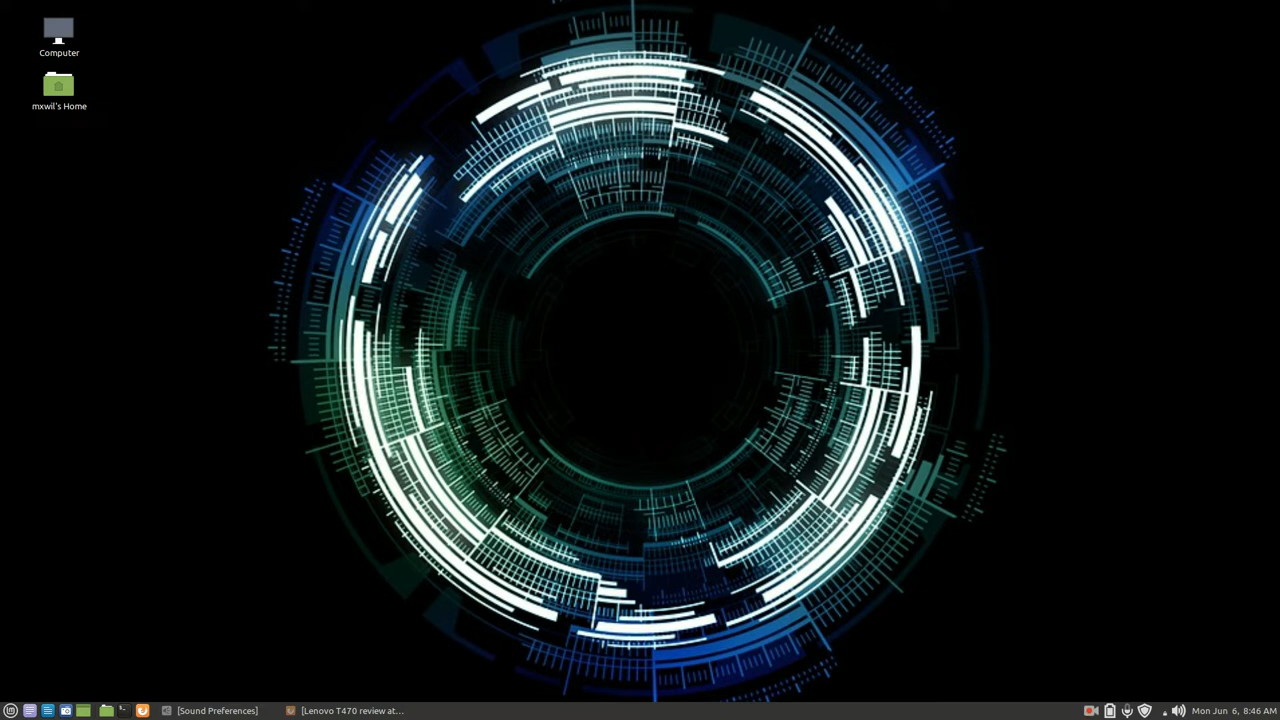 Computer
mxwil's Home
[Sound Preferences]
[Lenovo T470 review at...
Mon Jun  6, 8:46 AM